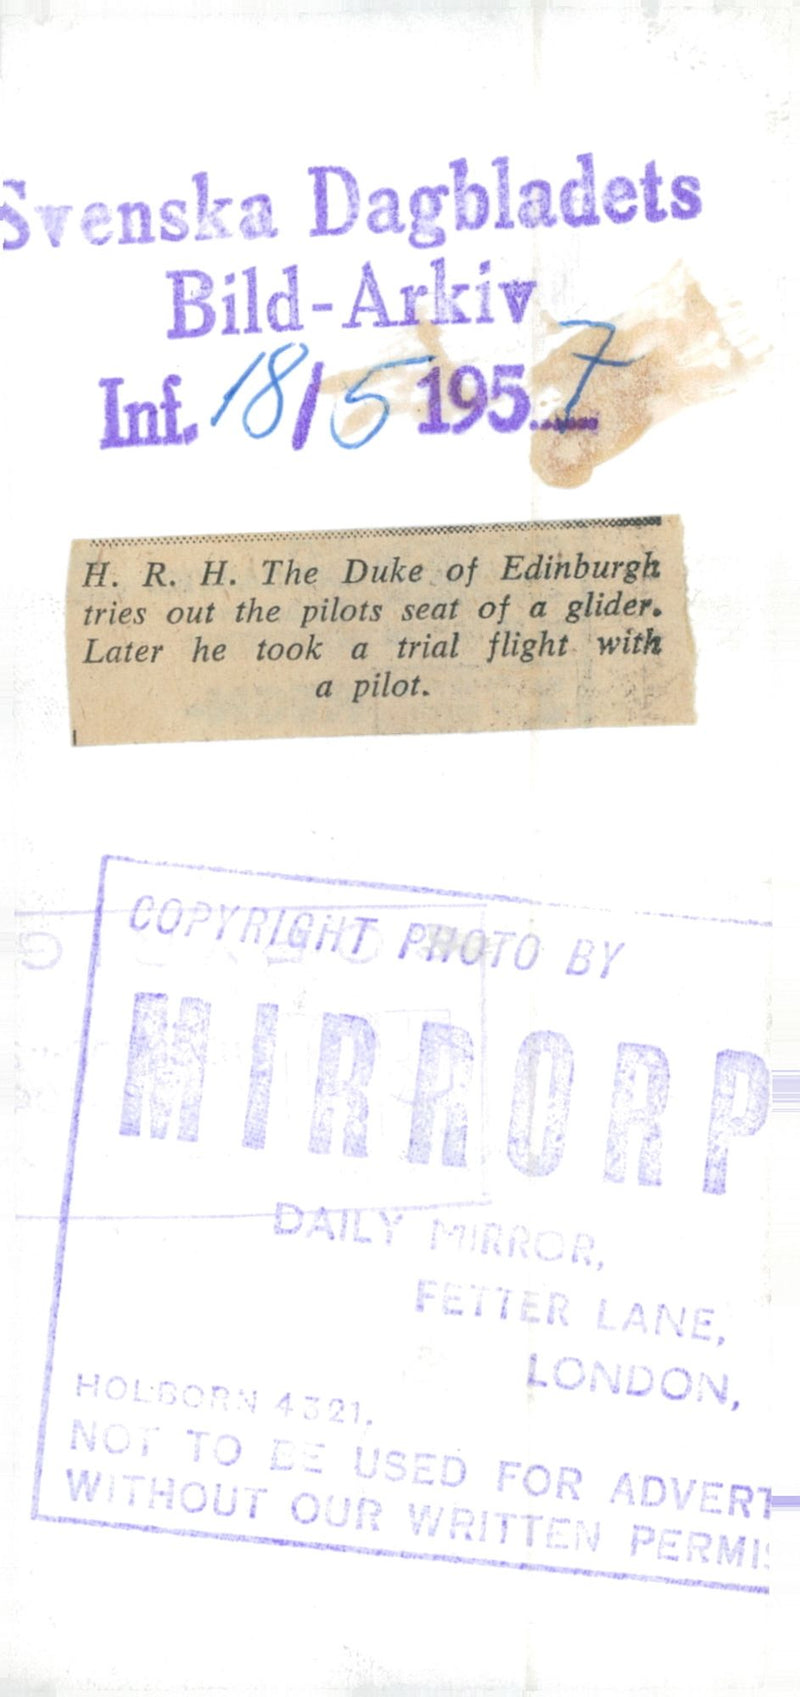 Svenska Dagbladets
Bild-Arkiv
Inf. 18/5 1957
H. R. H. The Duke of Edinburgh
tries out the pilots seat of a glider.
Later he took a trial flight with
a pilot.
COPYRIGHT PHOTO BY
MIRRORP
DAILY MIRROR,
FETTER LANE,
LONDON,
HOLBORN 4321.
NOT TO BE USED FOR ADVERT
WITHOUT OUR WRITTEN PERMIS